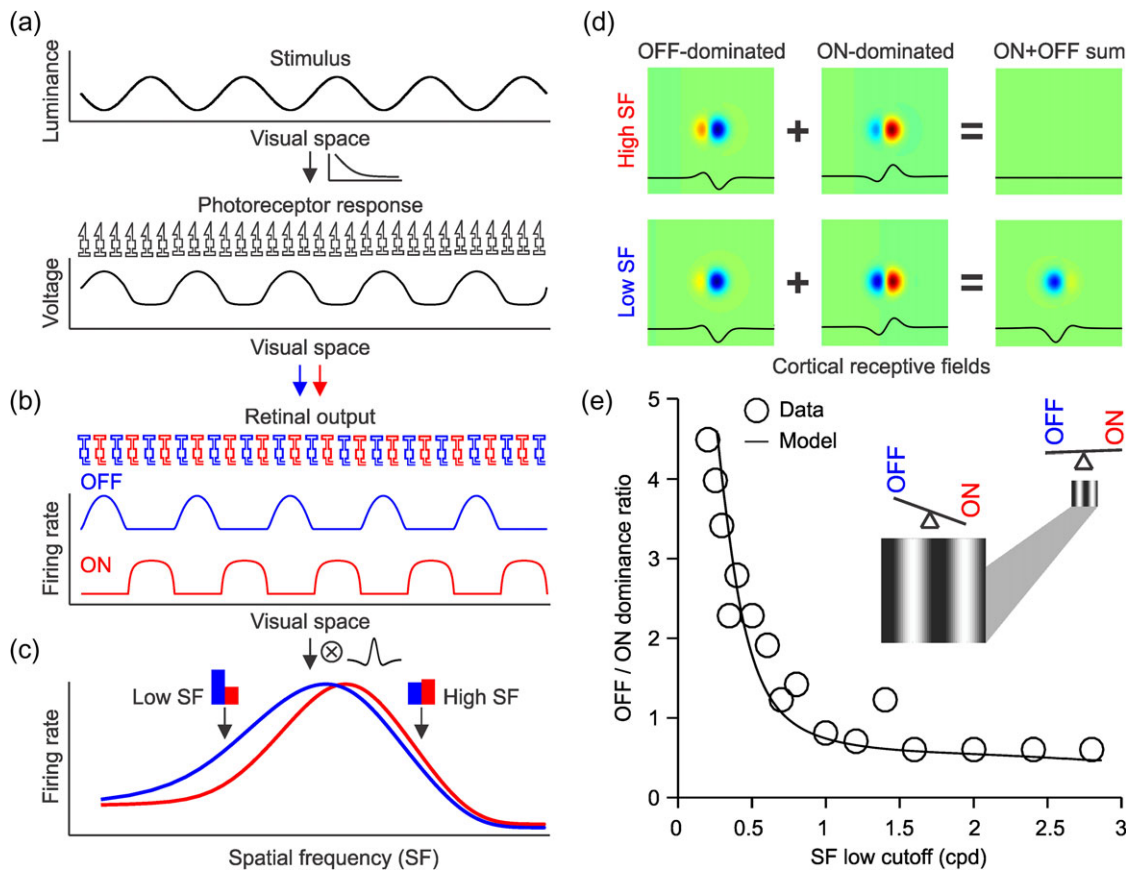 (a)
Stimulus
Luminance
Visual space
Photoreceptor response
Voltage
Visual space
(b)
Retinal output
OFF
ON
Firing rate
Visual space
(c)
Low SF
High SF
Firing rate
Spatial frequency (SF)
(d)
OFF-dominated
ON-dominated
ON+OFF sum
High SF
+
=
Low SF
+
=
Cortical receptive fields
(e)
5
4
3
2
1
0
OFF / ON dominance ratio
Data
Model
OFF
ON
OFF
ON
0
0.5
1
1.5
2
2.5
3
SF low cutoff (cpd)